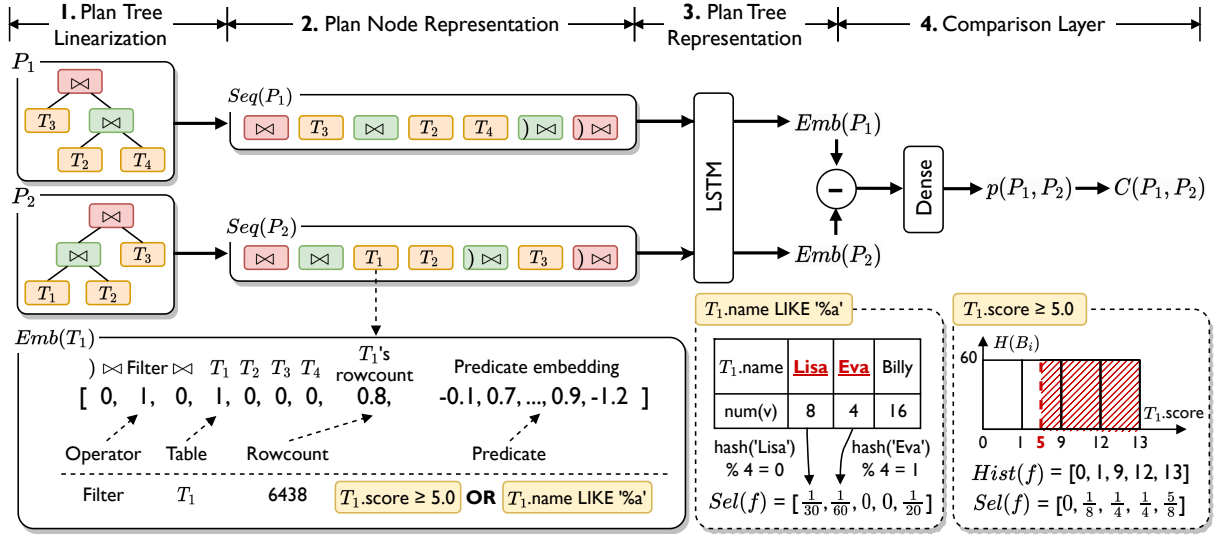 1. Plan Tree Linearization
2. Plan Node Representation
3. Plan Tree Representation
4. Comparison Layer
P₁
⋈
T₃ ⋈
T₂ T₄
Seq(P₁)
⋈ T₃ ⋈ T₂ T₄ ) ⋈ ) ⋈
P₂
⋈
⋈ T₃
T₁ T₂
Seq(P₂)
⋈ ⋈ T₁ T₂ ) ⋈ T₃ ) ⋈
LSTM
Emb(P₁)
−
Emb(P₂)
Dense
p(P₁, P₂)
C(P₁, P₂)
Emb(T₁)
) ⋈ Filter ⋈ T₁ T₂ T₃ T₄ T₁'s rowcount Predicate embedding
[ 0, 1, 0, 1, 0, 0, 0, 0.8, -0.1, 0.7, ..., 0.9, -1.2 ]
Operator Table Rowcount Predicate
Filter T₁ 6438 T₁.score ≥ 5.0 OR T₁.name LIKE '%a'
T₁.name LIKE '%a'
T₁.name Lisa Eva Billy
num(v) 8 4 16
hash('Lisa') % 4 = 0
hash('Eva') % 4 = 1
Sel(f) = [1/30, 1/60, 0, 0, 1/20]
T₁.score ≥ 5.0
H(Bᵢ)
60
T₁.score
0 1 5 9 12 13
Hist(f) = [0, 1, 9, 12, 13]
Sel(f) = [0, 1/8, 1/4, 1/4, 5/8]